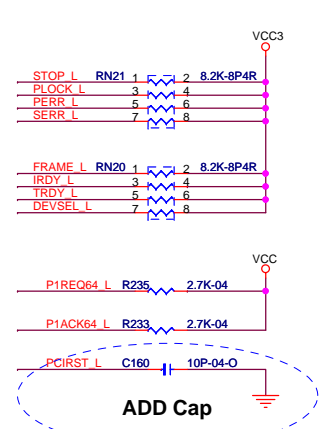 VCC3
STOP_L RN21 1 2 8.2K-8P4R
PLOCK_L 3 4
PERR_L 5 6
SERR_L 7 8
FRAME_L RN20 1 2 8.2K-8P4R
IRDY_L 3 4
TRDY_L 5 6
DEVSEL_L 7 8
VCC
P1REQ64_L R235 2.7K-04
P1ACK64_L R233 2.7K-04
PCIRST_L C160 10P-04-O
ADD Cap